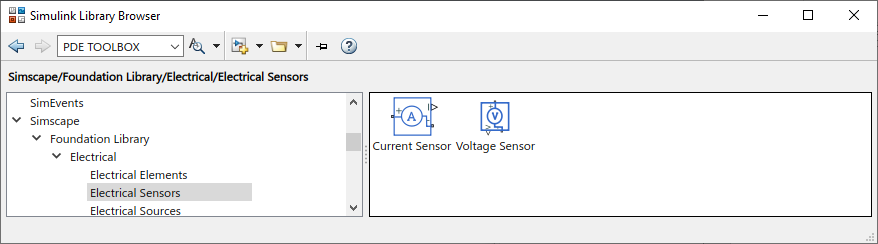 Simulink Library Browser
PDE TOOLBOX
Simscape/Foundation Library/Electrical/Electrical Sensors
SimEvents
Simscape
Foundation Library
Electrical
Electrical Elements
Electrical Sensors
Electrical Sources
A
V
Current Sensor Voltage Sensor